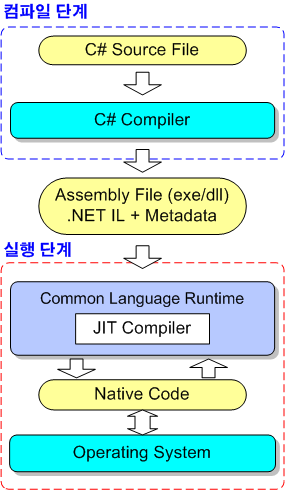 컴파일 단계
C# Source File
C# Compiler
Assembly File (exe/dll)
.NET IL + Metadata
실행 단계
Common Language Runtime
JIT Compiler
Native Code
Operating System